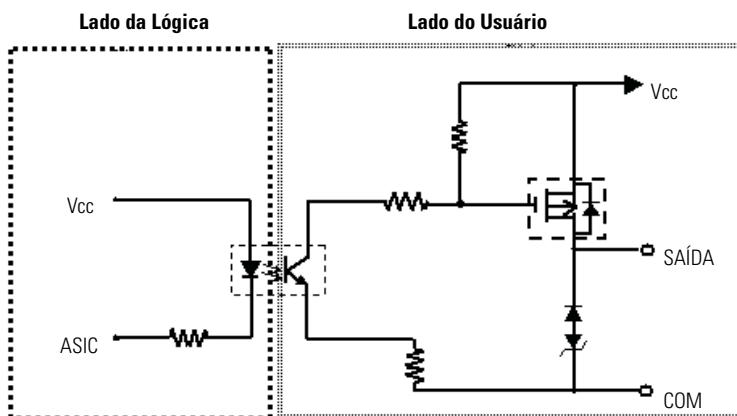 Lado da Lógica
Lado do Usuário
Vcc
Vcc
SAÍDA
ASIC
COM